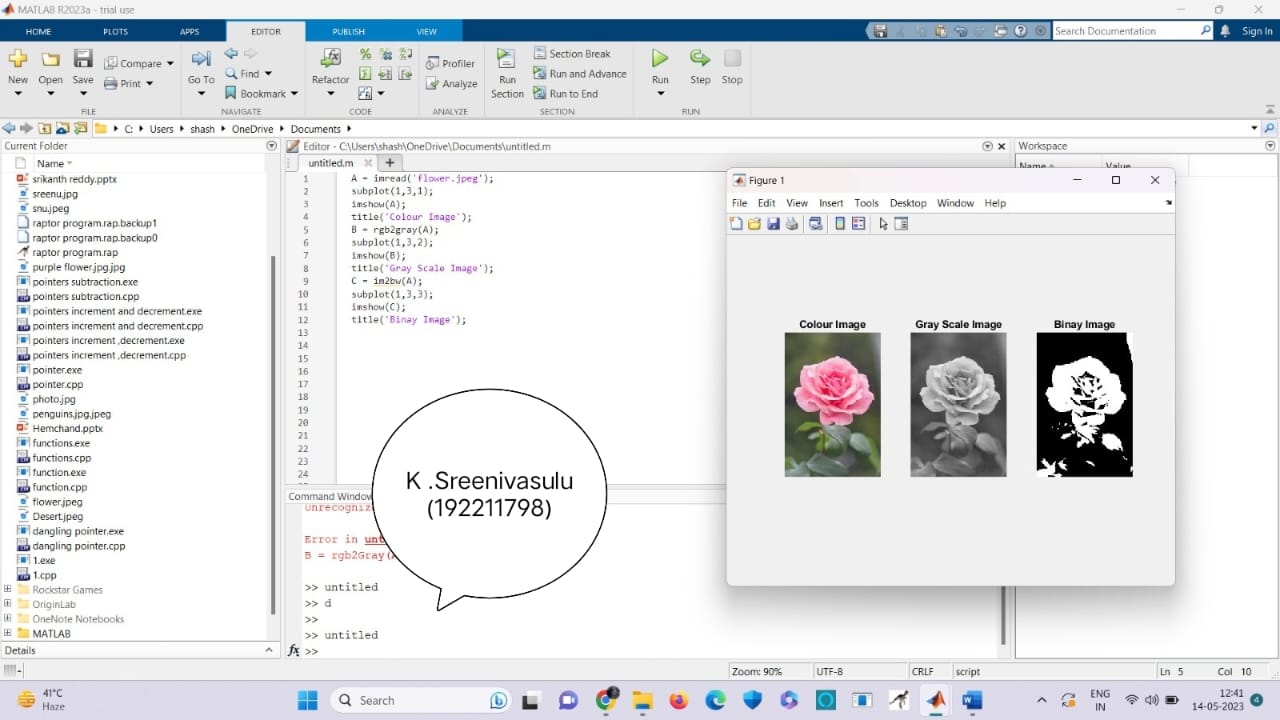 MATLAB R2023a - trial use
HOME PLOTS APPS EDITOR PUBLISH VIEW Search Documentation Sign In
New Open Save Compare Print Go To Find Bookmark Refactor Profiler Analyze Run Section Section Break Run and Advance Run to End Run Step Stop
FILE NAVIGATE CODE ANALYZE SECTION RUN
C: Users shash OneDrive Documents
Current Folder
Name
srikanth reddy.pptx
sreenu.jpg
snu.jpeg
raptor program.rap.backup1
raptor program.rap.backup0
raptor program.rap
purple flower.jpg.jpg
pointers subtraction.exe
pointers subtraction.cpp
pointers increment and decrement.exe
pointers increment and decrement.cpp
pointers increment ,decrement.exe
pointers increment ,decrement.cpp
pointer.exe
pointer.cpp
photo.jpg
penguins.jpg.jpeg
Hemchand.pptx
functions.exe
functions.cpp
function.exe
function.cpp
flower.jpeg
Desert.jpeg
dangling pointer.exe
dangling pointer.cpp
1.exe
1.cpp
Rockstar Games
OriginLab
OneNote Notebooks
MATLAB
Details
Editor - C:\Users\shash\OneDrive\Documents\untitled.m
untitled.m
1 A = imread('flower.jpeg');
2 subplot(1,3,1);
3 imshow(A);
4 title('Colour Image');
5 B = rgb2gray(A);
6 subplot(1,3,2);
7 imshow(B);
8 title('Gray Scale Image');
9 C = im2bw(A);
10 subplot(1,3,3);
11 imshow(C);
12 title('Binay Image');
13
14
15
16
17
18
19
20
21
22
23
24
K .Sreenivasulu
(192211798)
Command Window
Unrecogniz
Error in unt
B = rgb2Gray(A
>> untitled
>> d
>>
>> untitled
fx >>
Workspace
Name Value
Figure 1
File Edit View Insert Tools Desktop Window Help
Colour Image
Gray Scale Image
Binay Image
Zoom: 90% UTF-8 CRLF script Ln 5 Col 10
41°C
Haze
Search
ENG
IN
12:41
14-05-2023
4